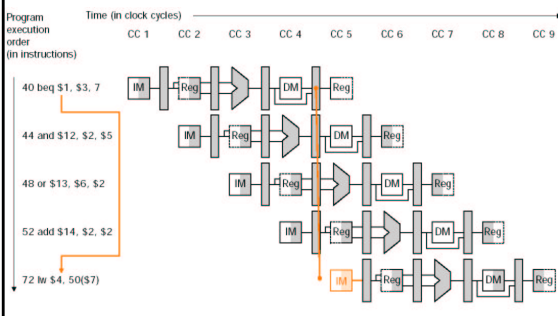 Program
execution
order
(in instructions)
Time (in clock cycles)
CC 1 CC 2 CC 3 CC 4 CC 5 CC 6 CC 7 CC 8 CC 9
40 beq $1, $3, 7
IM Reg DM Reg
44 and $12, $2, $5
IM Reg DM Reg
48 or $13, $6, $2
IM Reg DM Reg
52 add $14, $2, $2
IM Reg DM Reg
72 lw $4, 50($7)
IM Reg DM Reg